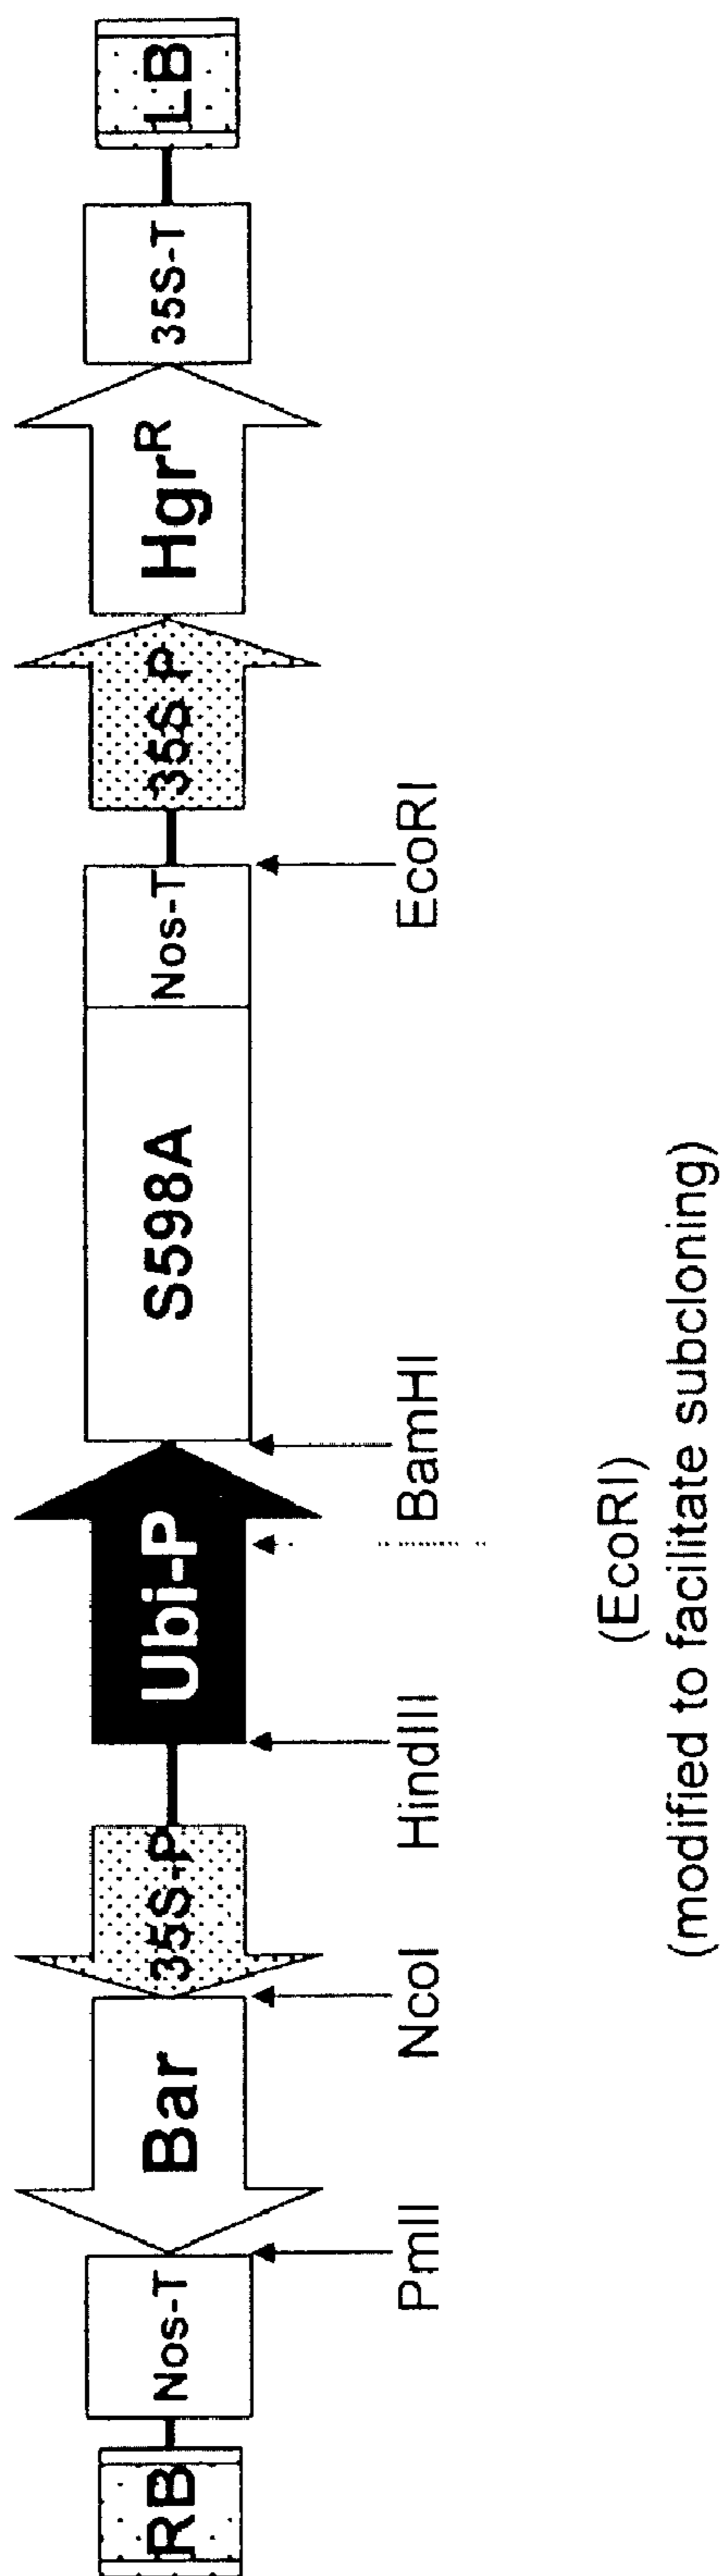 RB
Nos-T
Bar
35S-P
Ubi-P
S598A
Nos-T
35S P
Hgr^R
35S-T
LB
PmlI
NcoI
HindIII
BamHI
EcoRI
(EcoRI)
(modified to facilitate subcloning)